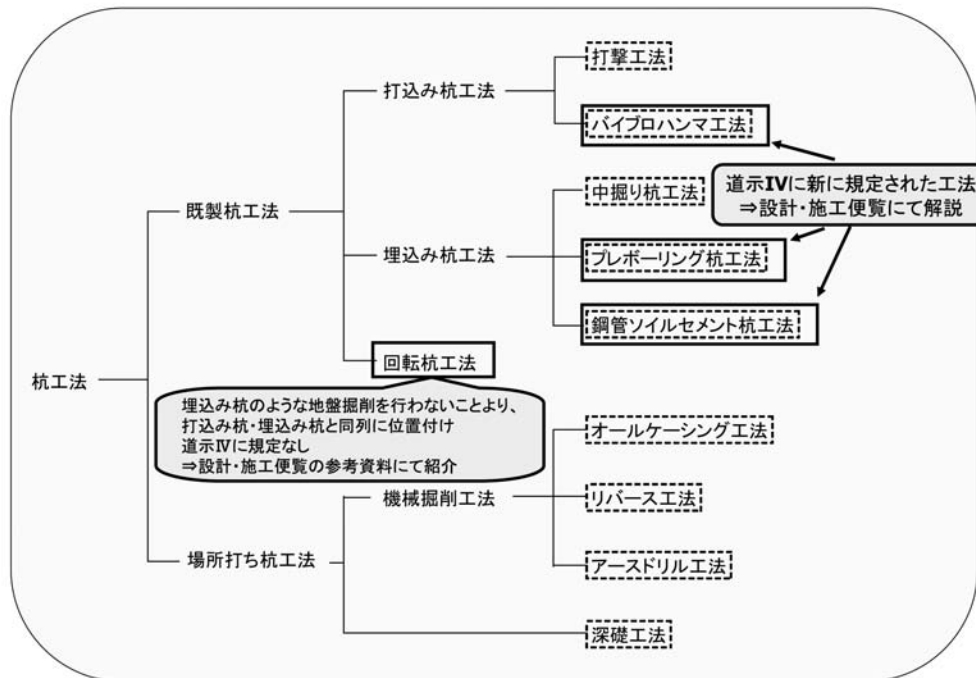 打撃工法
打込み杭工法
バイブロハンマ工法
道示IVに新に規定された工法
⇒設計・施工便覧にて解説
中掘り杭工法
既製杭工法
埋込み杭工法
プレボーリング杭工法
鋼管ソイルセメント杭工法
回転杭工法
杭工法
埋込み杭のような地盤掘削を行わないことより、
打込み杭・埋込み杭と同列に位置付け
道示Ⅳに規定なし
⇒設計・施工便覧の参考資料にて紹介
オールケーシング工法
機械掘削工法
リバース工法
場所打ち杭工法
アースドリル工法
深礎工法